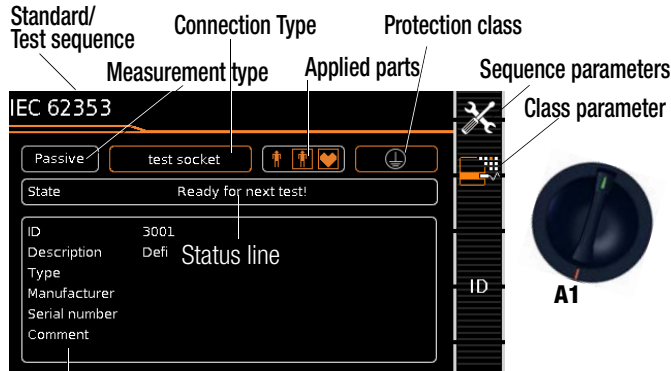 Standard/
Test sequence
Connection Type
Protection class
Measurement type
Applied parts
Sequence parameters
Class parameter
IEC 62353
Passive
test socket
State Ready for next test!
ID 3001
Description Defi
Status line
Type
Manufacturer
Serial number
Comment
ID
A1